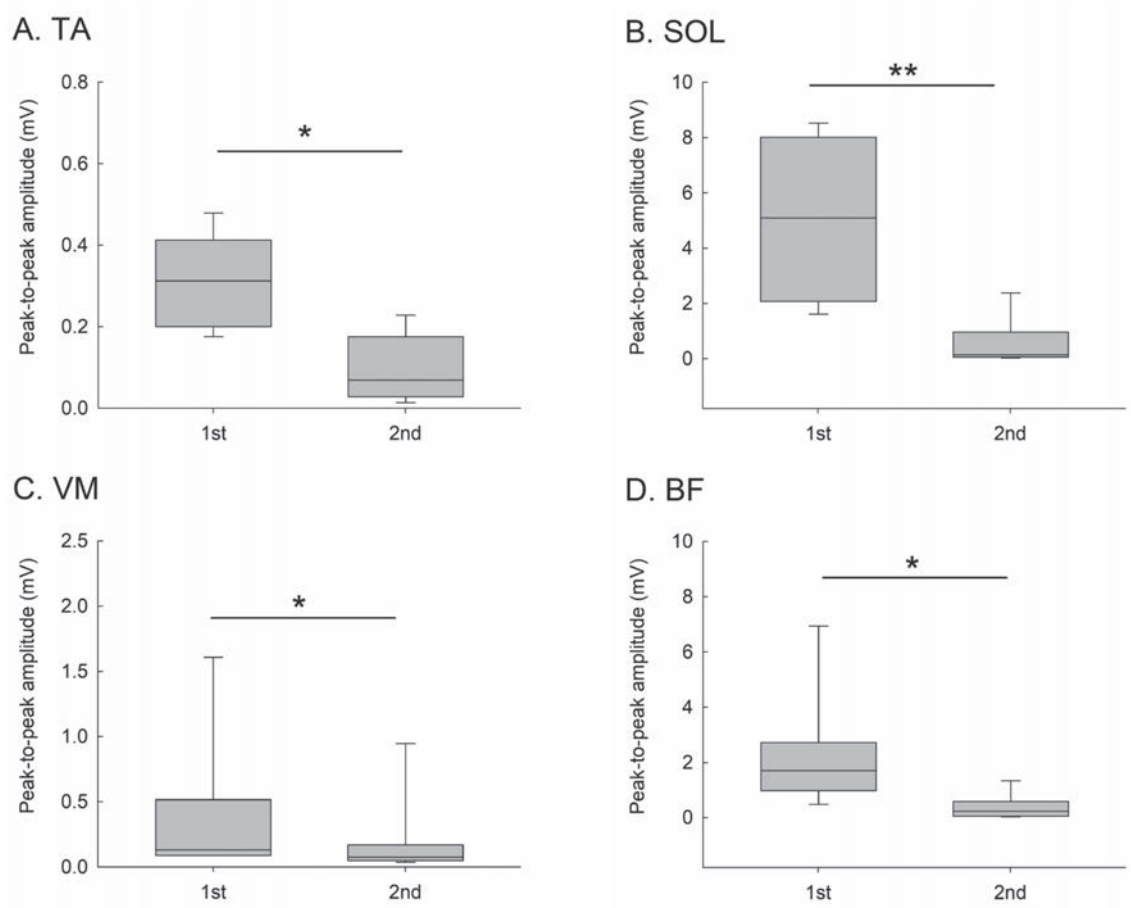 A. TA
Peak-to-peak amplitude (mV)
0.8
0.6
0.4
0.2
0.0
*
1st 2nd
B. SOL
Peak-to-peak amplitude (mV)
10
8
6
4
2
0
**
1st 2nd
C. VM
Peak-to-peak amplitude (mV)
2.5
2.0
1.5
1.0
0.5
0.0
*
1st 2nd
D. BF
Peak-to-peak amplitude (mV)
10
8
6
4
2
0
*
1st 2nd